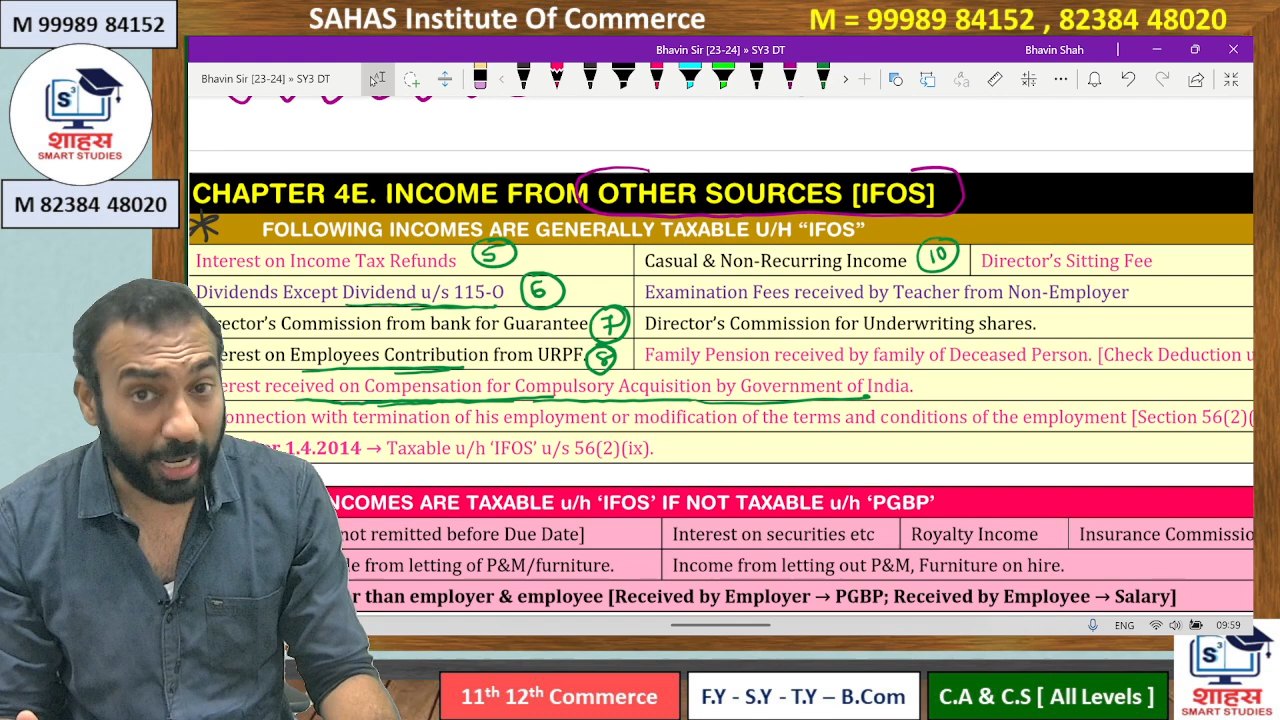 M 99989 84152
SAHAS Institute Of Commerce
M = 99989 84152 , 82384 48020
S³
शाहस
SMART STUDIES
M 82384 48020
Bhavin Sir [23-24] » SY3 DT
Bhavin Shah
Bhavin Sir [23-24] » SY3 DT
CHAPTER 4E. INCOME FROM OTHER SOURCES [IFOS]
FOLLOWING INCOMES ARE GENERALLY TAXABLE U/H “IFOS”
Interest on Income Tax Refunds 5 Casual & Non-Recurring Income 10 Director’s Sitting Fee
Dividends Except Dividend u/s 115-O 6 Examination Fees received by Teacher from Non-Employer
rector’s Commission from bank for Guarantee 7 Director’s Commission for Underwriting shares.
erest on Employees Contribution from URPF. 8 Family Pension received by family of Deceased Person. [Check Deduction u
erest received on Compensation for Compulsory Acquisition by Government of India.
onnection with termination of his employment or modification of the terms and conditions of the employment [Section 56(2)(
r 1.4.2014 → Taxable u/h ‘IFOS’ u/s 56(2)(ix).
NCOMES ARE TAXABLE u/h ‘IFOS’ IF NOT TAXABLE u/h ‘PGBP’
not remitted before Due Date] Interest on securities etc Royalty Income Insurance Commissio
le from letting of P&M/furniture. Income from letting out P&M, Furniture on hire.
r than employer & employee [Received by Employer → PGBP; Received by Employee → Salary]
ENG 09:59
11th 12th Commerce
F.Y - S.Y - T.Y – B.Com
C.A & C.S [ All Levels ]
S³
शाहस
SMART STUDIES